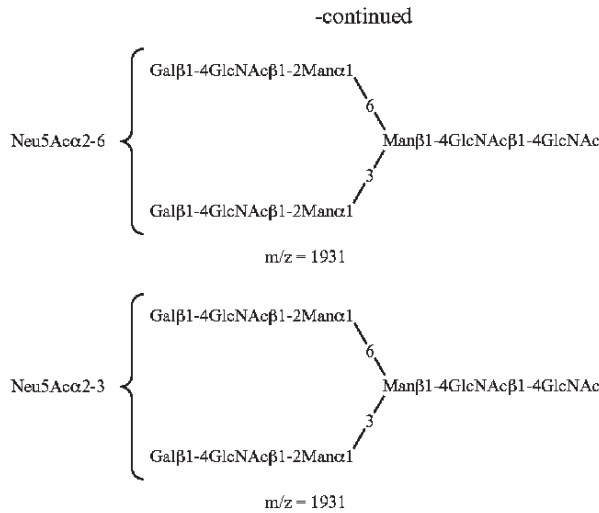 -continued
Galβ1-4GlcNAcβ1-2Manα1
6
Neu5Acα2-6
Manβ1-4GlcNAcβ1-4GlcNAc
3
Galβ1-4GlcNAcβ1-2Manα1
m/z = 1931
Galβ1-4GlcNAcβ1-2Manα1
6
Neu5Acα2-3
Manβ1-4GlcNAcβ1-4GlcNAc
3
Galβ1-4GlcNAcβ1-2Manα1
m/z = 1931